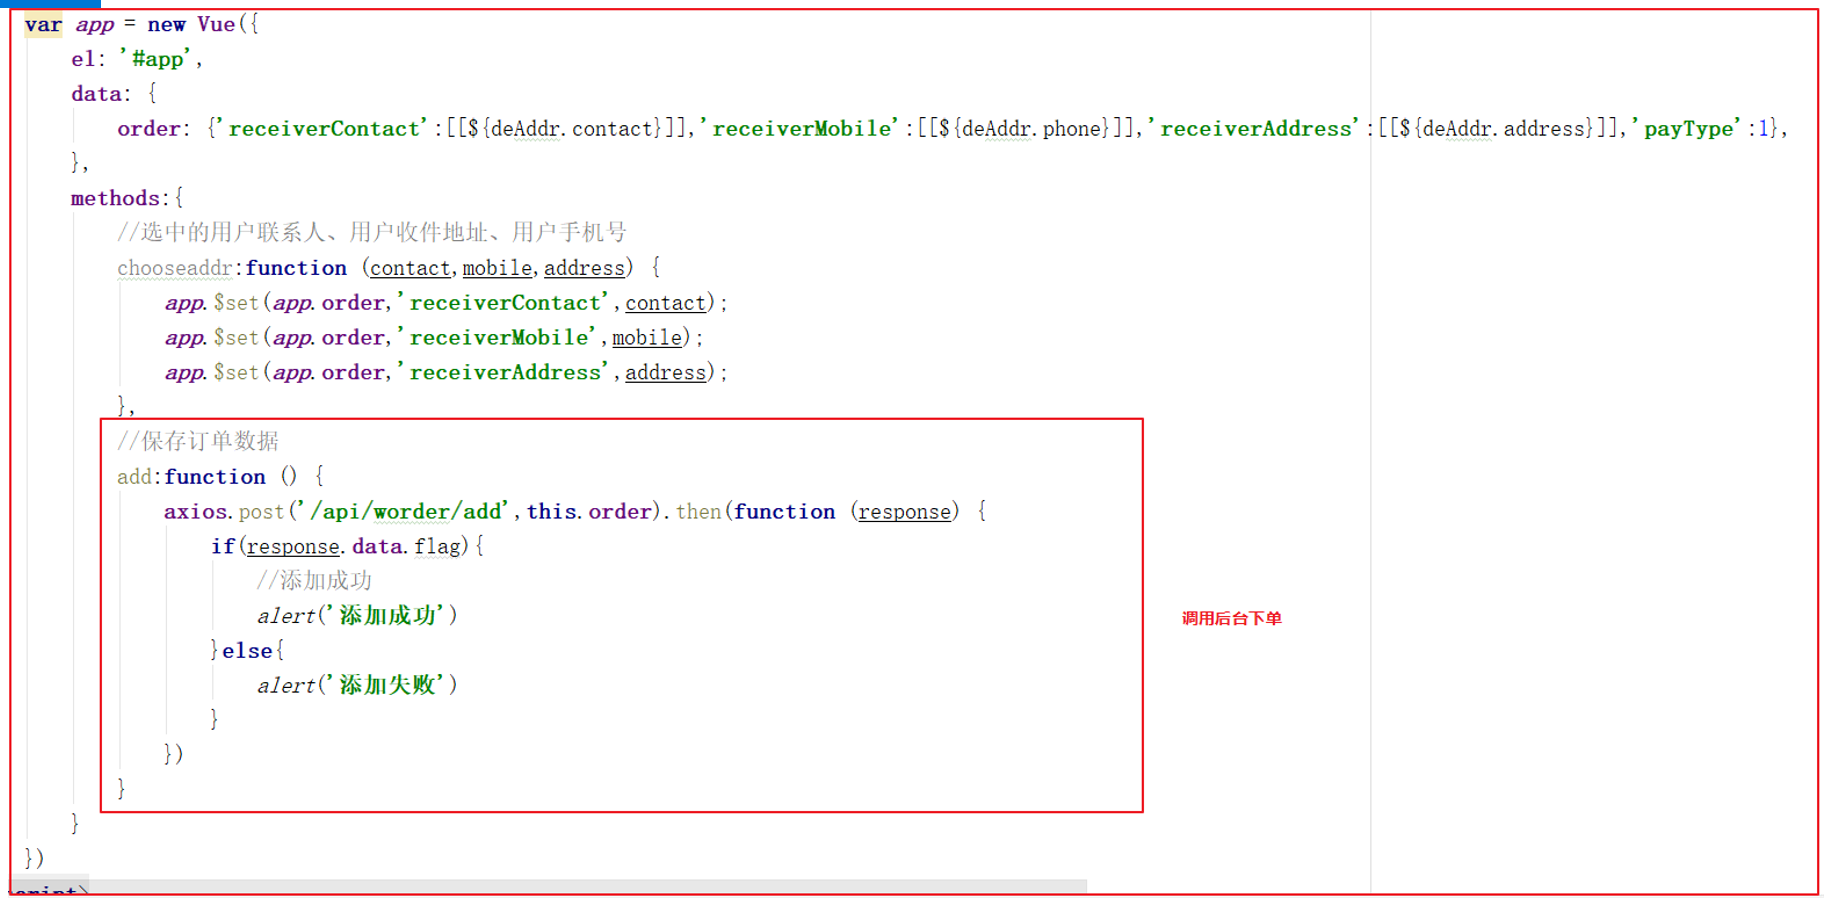 var app = new Vue({
el: '#app',
data: {
order: {'receiverContact':[[${deAddr.contact}]],'receiverMobile':[[${deAddr.phone}]],'receiverAddress':[[${deAddr.address}]],'payType':1},
},
methods:{
//选中的用户联系人、用户收件地址、用户手机号
chooseaddr:function (contact,mobile,address) {
app.$set(app.order,'receiverContact',contact);
app.$set(app.order,'receiverMobile',mobile);
app.$set(app.order,'receiverAddress',address);
},
//保存订单数据
add:function () {
axios.post('/api/worder/add',this.order).then(function (response) {
if(response.data.flag){
//添加成功
alert('添加成功')
调用后台下单
}else{
alert('添加失败')
}
})
}
}
})